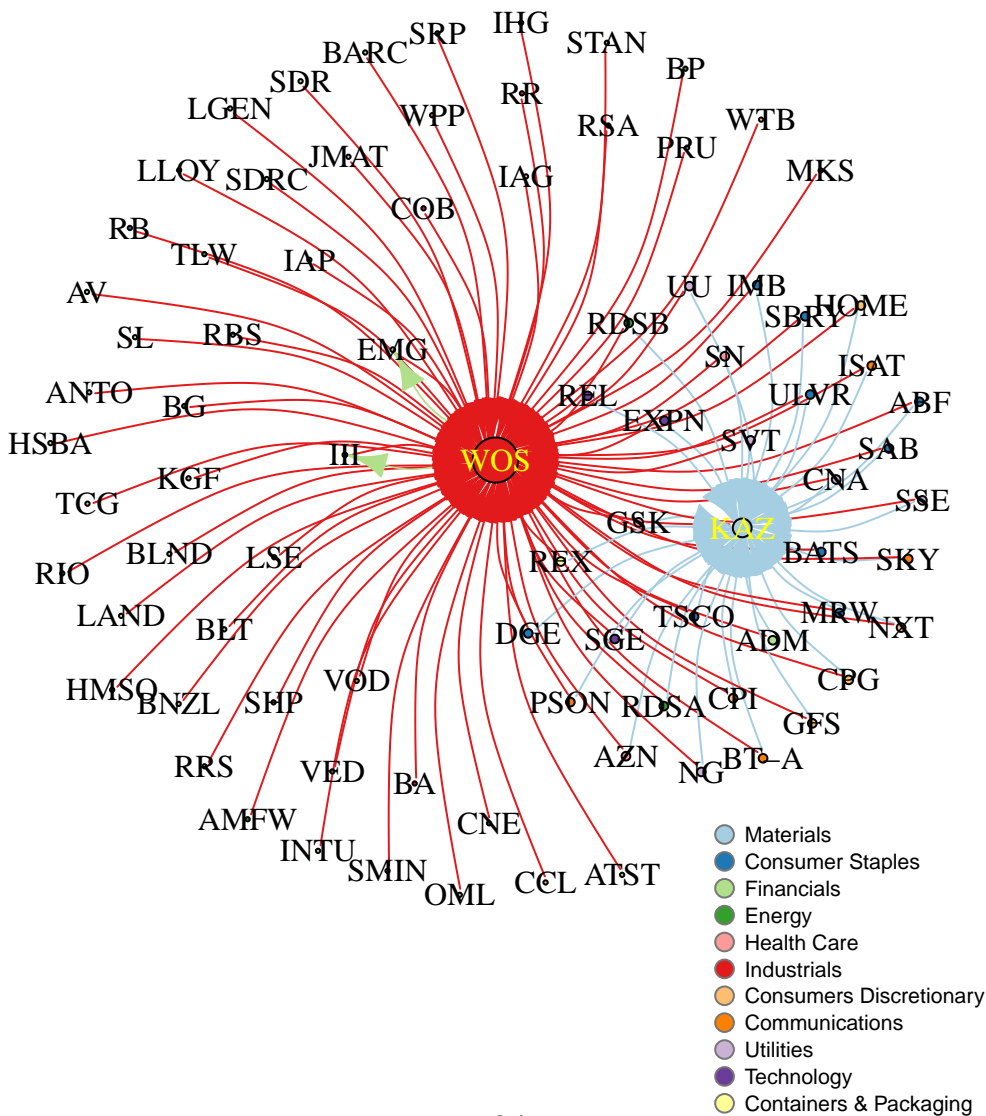 IHG
SRP
STAN
BARC
BP
SDR
RR
LGEN
WPP
WTB
RSA
PRU
JMAT
LLOY
MKS
SDRC
IAG
COB
RB
TLW
IAP
UU
IMB
AV
HOME
SBRY
RDSB
RBS
SL
EMG
SN
ISAT
ANTO
REL
ULVR
ABF
BG
EXPN
HSBA
SVT
SAB
III
WOS
KGF
CNA
TCG
SSE
GSK
KAZ
BLND
LSE
REX
BATS
SKY
RIO
LAND
TSCO
MRW
BLT
NXT
DGE
SGE
ADM
HMSO
VOD
CPG
BNZL
SHP
PSON
RDSA
CPI
GFS
AZN
BT−A
RRS
VED
NG
BA
AMFW
CNE
INTU
SMIN
ATST
CCL
OML
Materials
Consumer Staples
Financials
Energy
Health Care
Industrials
Consumers Discretionary
Communications
Utilities
Technology
Containers & Packaging